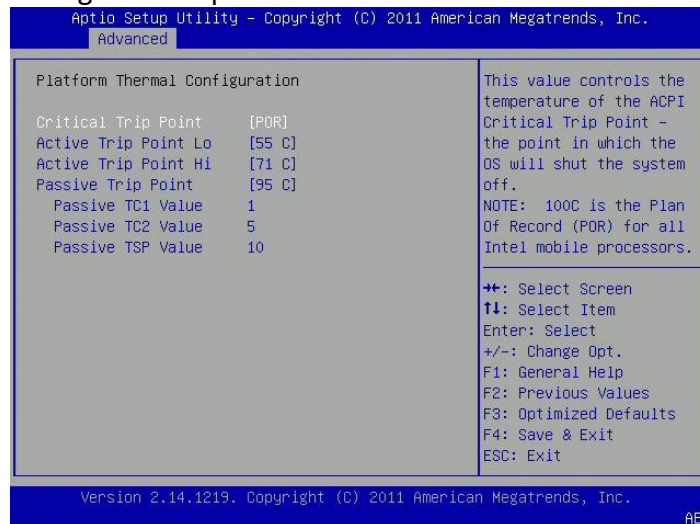 Aptio Setup Utility – Copyright (C) 2011 American Megatrends, Inc.
Advanced
Platform Thermal Configuration
Critical Trip Point [POR]
Active Trip Point Lo [55 C]
Active Trip Point Hi [71 C]
Passive Trip Point [95 C]
Passive TC1 Value 1
Passive TC2 Value 5
Passive TSP Value 10
This value controls the
temperature of the ACPI
Critical Trip Point –
the point in which the
OS will shut the system
off.
NOTE: 100C is the Plan
Of Record (POR) for all
Intel mobile processors.
→←: Select Screen
↑↓: Select Item
Enter: Select
+/-: Change Opt.
F1: General Help
F2: Previous Values
F3: Optimized Defaults
F4: Save & Exit
ESC: Exit
Version 2.14.1219. Copyright (C) 2011 American Megatrends, Inc.